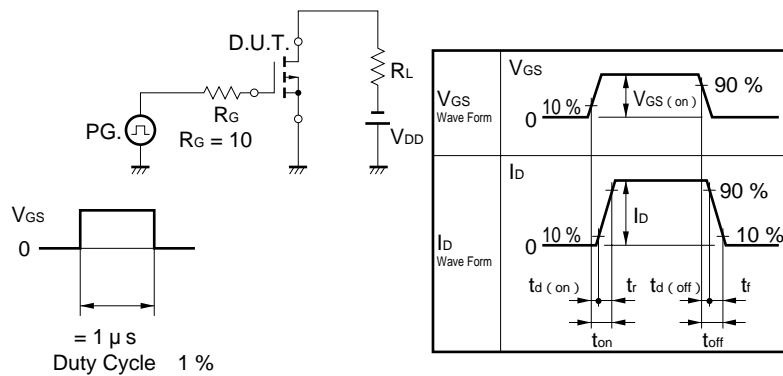 D.U.T.
RL
RG
PG.
RG = 10
VDD
VGS
0
= 1 µ s
Duty Cycle 1 %
VGS
Wave Form
VGS
10 %
0
VGS ( on )
90 %
ID
Wave Form
ID
10 %
0
ID
90 %
10 %
td ( on ) tr td ( off ) tf
ton toff